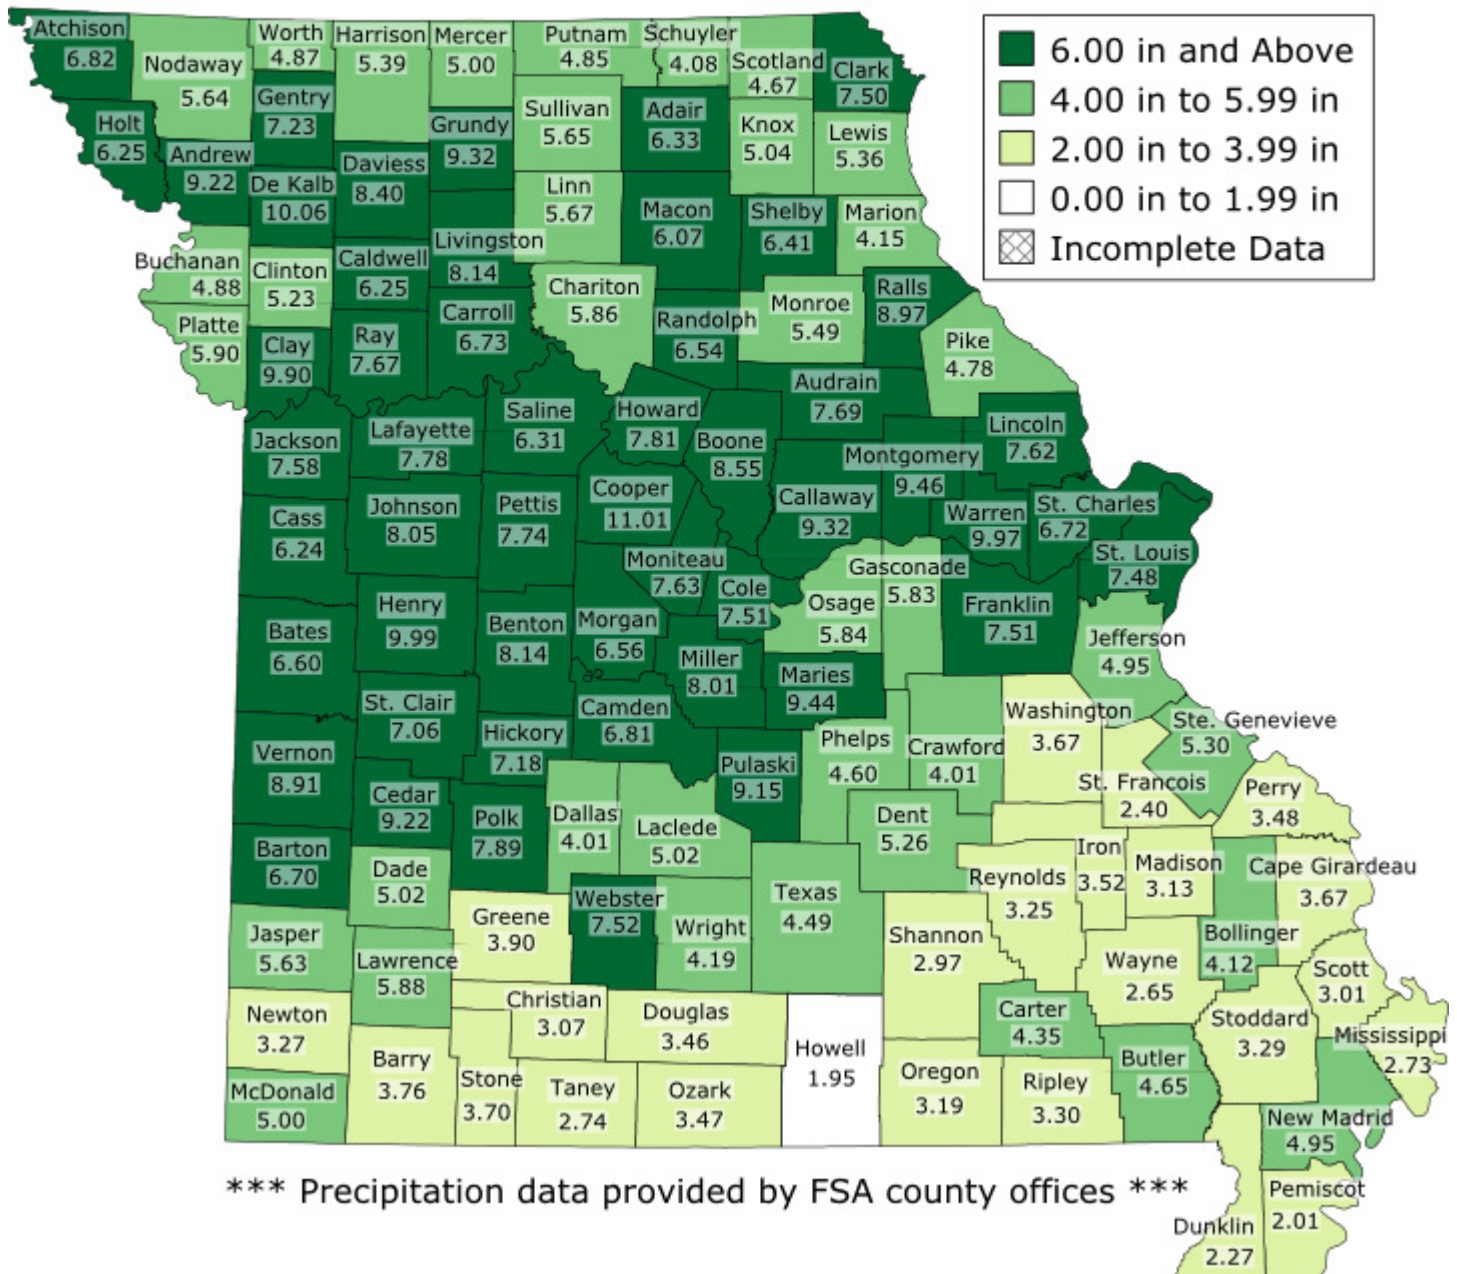 6.00 in and Above
4.00 in to 5.99 in
2.00 in to 3.99 in
0.00 in to 1.99 in
Incomplete Data
Atchison
6.82
Nodaway
5.64
Worth
4.87
Harrison
5.39
Mercer
5.00
Putnam
4.85
Schuyler
4.08
Scotland
4.67
Clark
7.50
Holt
6.25
Andrew
9.22
Gentry
7.23
De Kalb
10.06
Daviess
8.40
Grundy
9.32
Sullivan
5.65
Adair
6.33
Knox
5.04
Lewis
5.36
Linn
5.67
Macon
6.07
Shelby
6.41
Marion
4.15
Buchanan
4.88
Clinton
5.23
Caldwell
6.25
Livingston
8.14
Chariton
5.86
Randolph
6.54
Monroe
5.49
Ralls
8.97
Pike
4.78
Platte
5.90
Clay
9.90
Ray
7.67
Carroll
6.73
Audrain
7.69
Jackson
7.58
Lafayette
7.78
Saline
6.31
Howard
7.81
Boone
8.55
Montgomery
9.46
Lincoln
7.62
Cass
6.24
Johnson
8.05
Pettis
7.74
Cooper
11.01
Callaway
9.32
Warren
9.97
St. Charles
6.72
St. Louis
7.48
Moniteau
7.63
Cole
7.51
Osage
5.84
Gasconade
5.83
Franklin
7.51
Jefferson
4.95
Bates
6.60
Henry
9.99
Benton
8.14
Morgan
6.56
Miller
8.01
Maries
9.44
St. Clair
7.06
Hickory
7.18
Camden
6.81
Pulaski
9.15
Phelps
4.60
Crawford
4.01
Washington
3.67
Ste. Genevieve
5.30
St. Francois
2.40
Perry
3.48
Vernon
8.91
Cedar
9.22
Polk
7.89
Dallas
4.01
Laclede
5.02
Dent
5.26
Iron
3.52
Madison
3.13
Cape Girardeau
3.67
Barton
6.70
Dade
5.02
Greene
3.90
Webster
7.52
Wright
4.19
Texas
4.49
Reynolds
3.25
Shannon
2.97
Wayne
2.65
Bollinger
4.12
Scott
3.01
Jasper
5.63
Lawrence
5.88
Christian
3.07
Douglas
3.46
Howell
1.95
Carter
4.35
Stoddard
3.29
Mississippi
2.73
Newton
3.27
Barry
3.76
Stone
3.70
Taney
2.74
Ozark
3.47
Oregon
3.19
Ripley
3.30
Butler
4.65
McDonald
5.00
New Madrid
4.95
Pemiscot
2.01
Dunklin
2.27
*** Precipitation data provided by FSA county offices ***